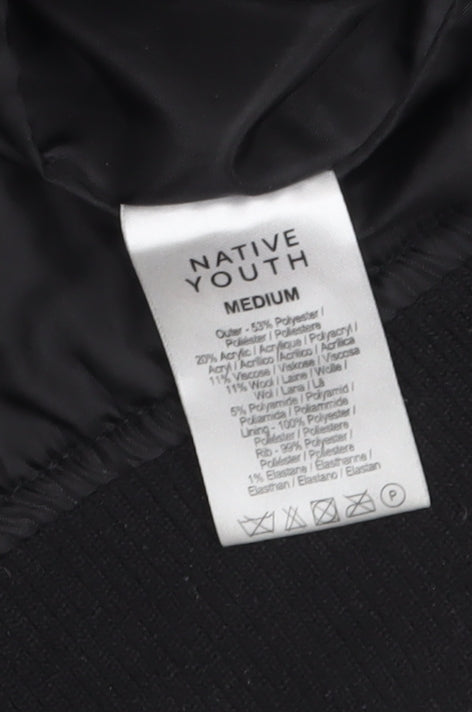 NATIVE
YOUTH
MEDIUM
Outer - 53% Polyester /
Poliéster / Poliestere
20% Acrylic / Acrylique / Polyacryl /
Acryl / Acrílico / Acrilico / Acrílica
11% Viscose / Viskose / Viscosa
11% Wool / Laine / Wolle /
Wol / Lana / Lã
5% Polyamide / Polyamid /
Poliamida / Poliammide
Lining - 100% Polyester /
Poliéster / Poliestere
Rib - 99% Polyester /
Poliéster / Poliestere
1% Elastane / Elasthanne /
Elasthan / Elastano / Elastan
P